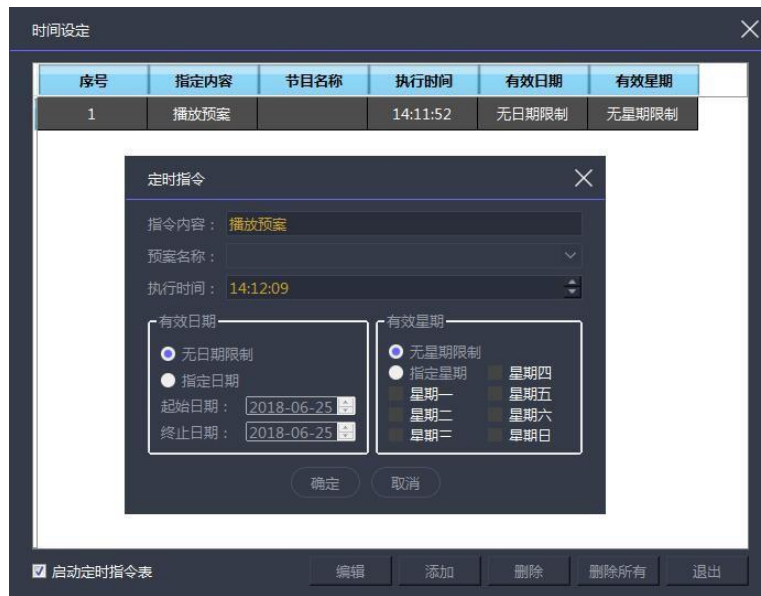 时间设定
序号 指定内容 节目名称 执行时间 有效日期 有效星期
1 播放预案 14:11:52 无日期限制 无星期限制
定时指令
指令内容： 播放预案
预案名称：
执行时间： 14:12:09
有效日期
无日期限制
指定日期
起始日期： 2018-06-25
终止日期： 2018-06-25
有效星期
无星期限制
指定星期 星期四
星期一 星期五
星期二 星期六
星期三 星期日
确定 取消
启动定时指令表 编辑 添加 删除 删除所有 退出